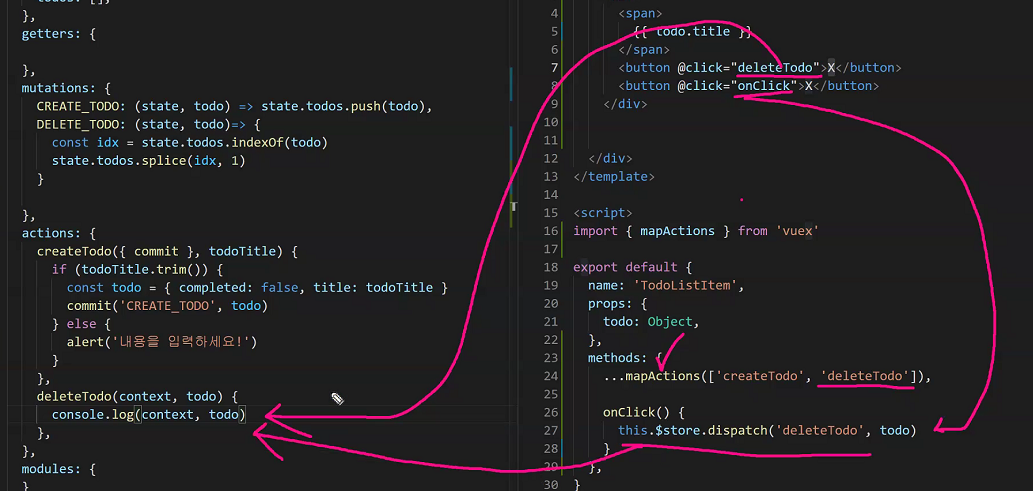 todos: [],
},
getters: {
},
mutations: {
CREATE_TODO: (state, todo) => state.todos.push(todo),
DELETE_TODO: (state, todo)=> {
const idx = state.todos.indexOf(todo)
state.todos.splice(idx, 1)
}
},
actions: {
createTodo({ commit }, todoTitle) {
if (todoTitle.trim()) {
const todo = { completed: false, title: todoTitle }
commit('CREATE_TODO', todo)
} else {
alert('내용을 입력하세요!')
}
},
deleteTodo(context, todo) {
console.log(context, todo)
},
},
modules: {
}
4 <span>
5 {{ todo.title }}
6 </span>
7 <button @click="deleteTodo">X</button>
8 <button @click="onClick">X</button>
9 </div>
10
11
12 </div>
13 </template>
14
15 <script>
16 import { mapActions } from 'vuex'
17
18 export default {
19 name: 'TodoListItem',
20 props: {
21 todo: Object,
22 },
23 methods: {
24 ...mapActions(['createTodo', 'deleteTodo']),
25
26 onClick() {
27 this.$store.dispatch('deleteTodo', todo)
28 }
29 },
30 }